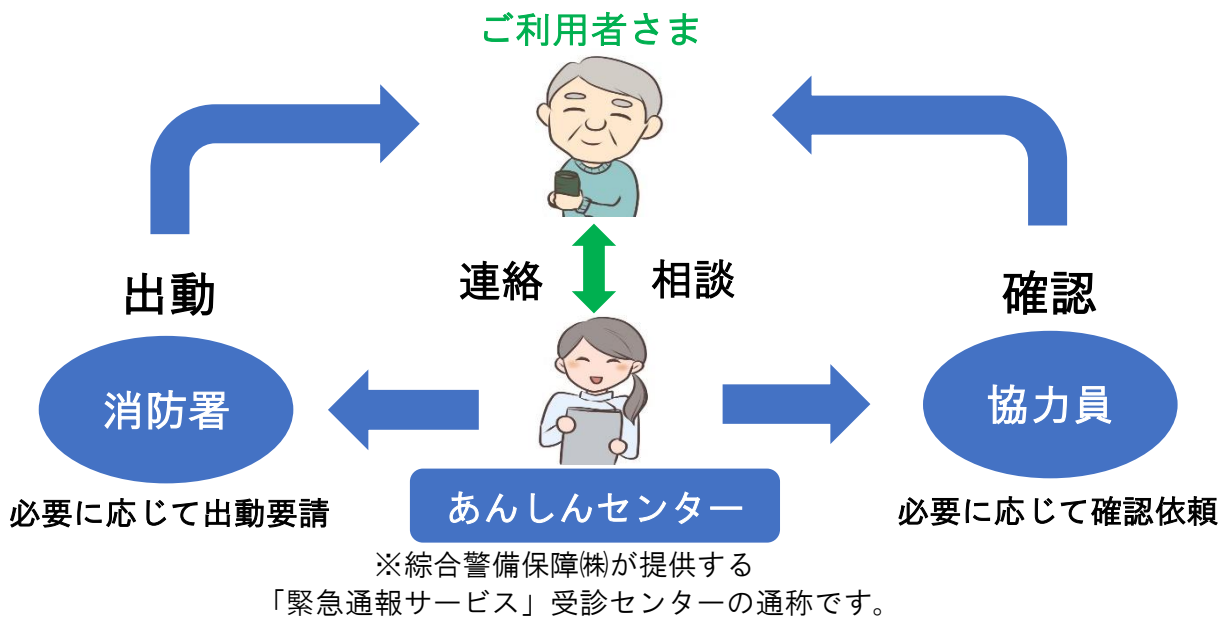 ご利用者さま
連絡
相談
出動
確認
消防署
協力員
必要に応じて出動要請
あんしんセンター
必要に応じて確認依頼
※綜合警備保障㈱が提供する
「緊急通報サービス」受診センターの通称です。